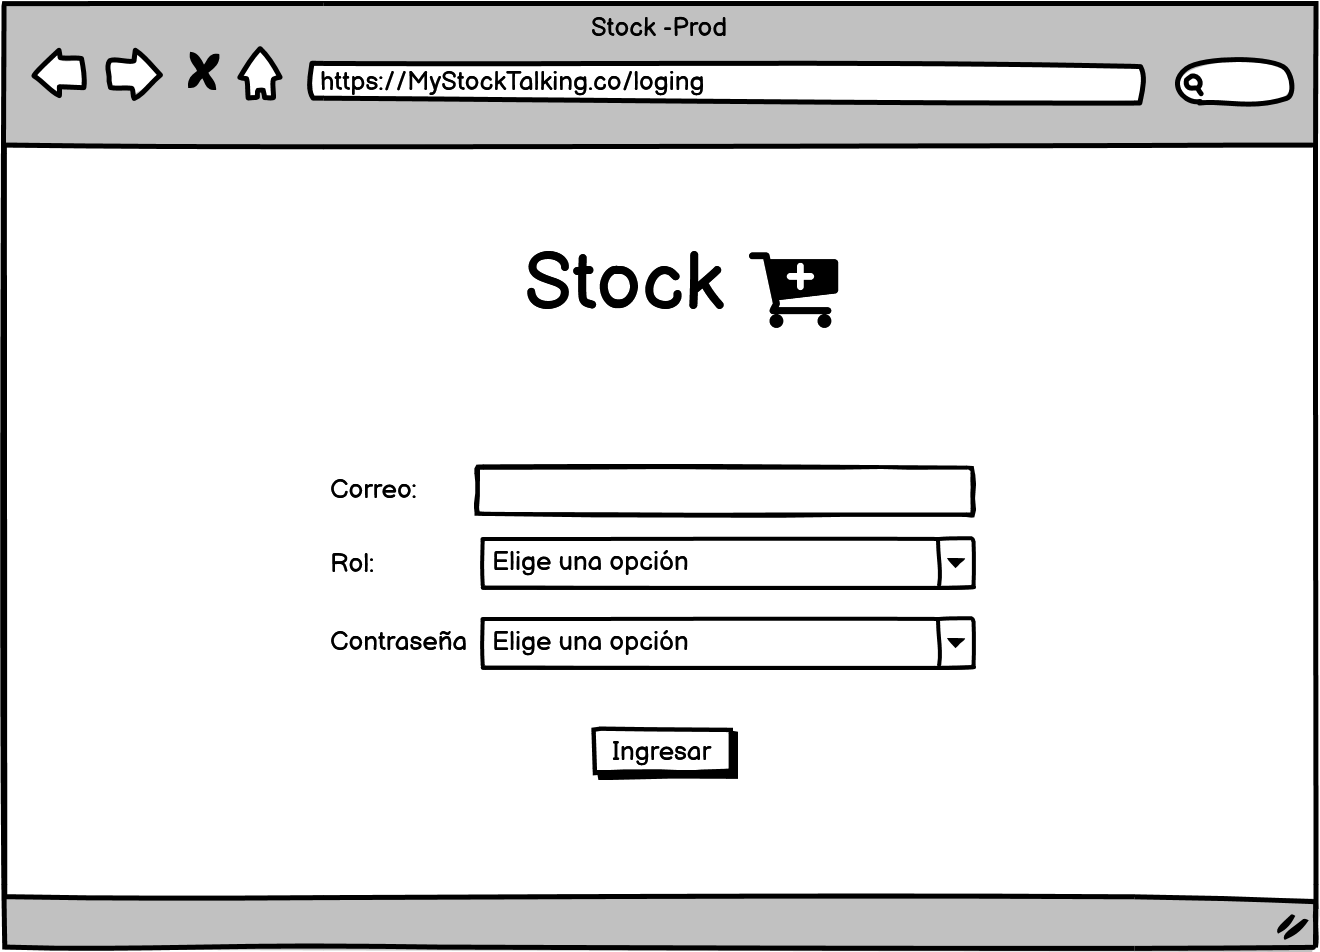 Stock -Prod
https://MyStockTalking.co/loging
Stock
Correo:
Rol: Elige una opción
Contraseña Elige una opción
Ingresar